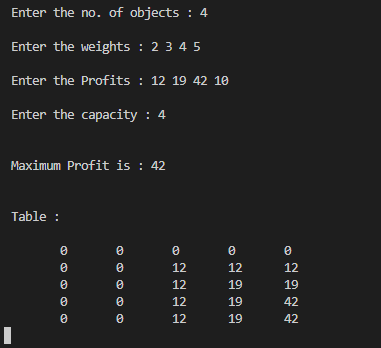 Enter the no. of objects : 4
Enter the weights : 2 3 4 5
Enter the Profits : 12 19 42 10
Enter the capacity : 4
Maximum Profit is : 42
Table :
0 0 0 0 0
0 0 12 12 12
0 0 12 19 19
0 0 12 19 42
0 0 12 19 42